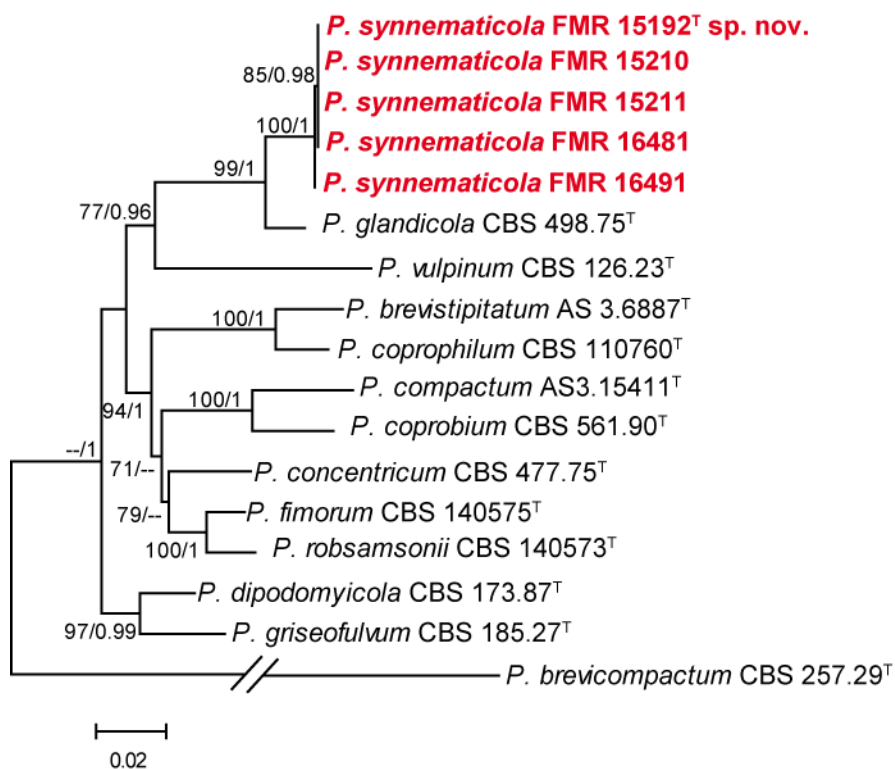 P. synnematicola FMR 15192ᵀ sp. nov.
P. synnematicola FMR 15210
85/0.98
P. synnematicola FMR 15211
100/1
P. synnematicola FMR 16481
99/1
P. synnematicola FMR 16491
77/0.96
P. glandicola CBS 498.75ᵀ
P. vulpinum CBS 126.23ᵀ
100/1
P. brevistipitatum AS 3.6887ᵀ
P. coprophilum CBS 110760ᵀ
94/1
100/1
P. compactum AS3.15411ᵀ
P. coprobium CBS 561.90ᵀ
--/1
71/--
P. concentricum CBS 477.75ᵀ
79/--
P. fimorum CBS 140575ᵀ
100/1
P. robsamsonii CBS 140573ᵀ
P. dipodomyicola CBS 173.87ᵀ
97/0.99
P. griseofulvum CBS 185.27ᵀ
P. brevicompactum CBS 257.29ᵀ
0.02